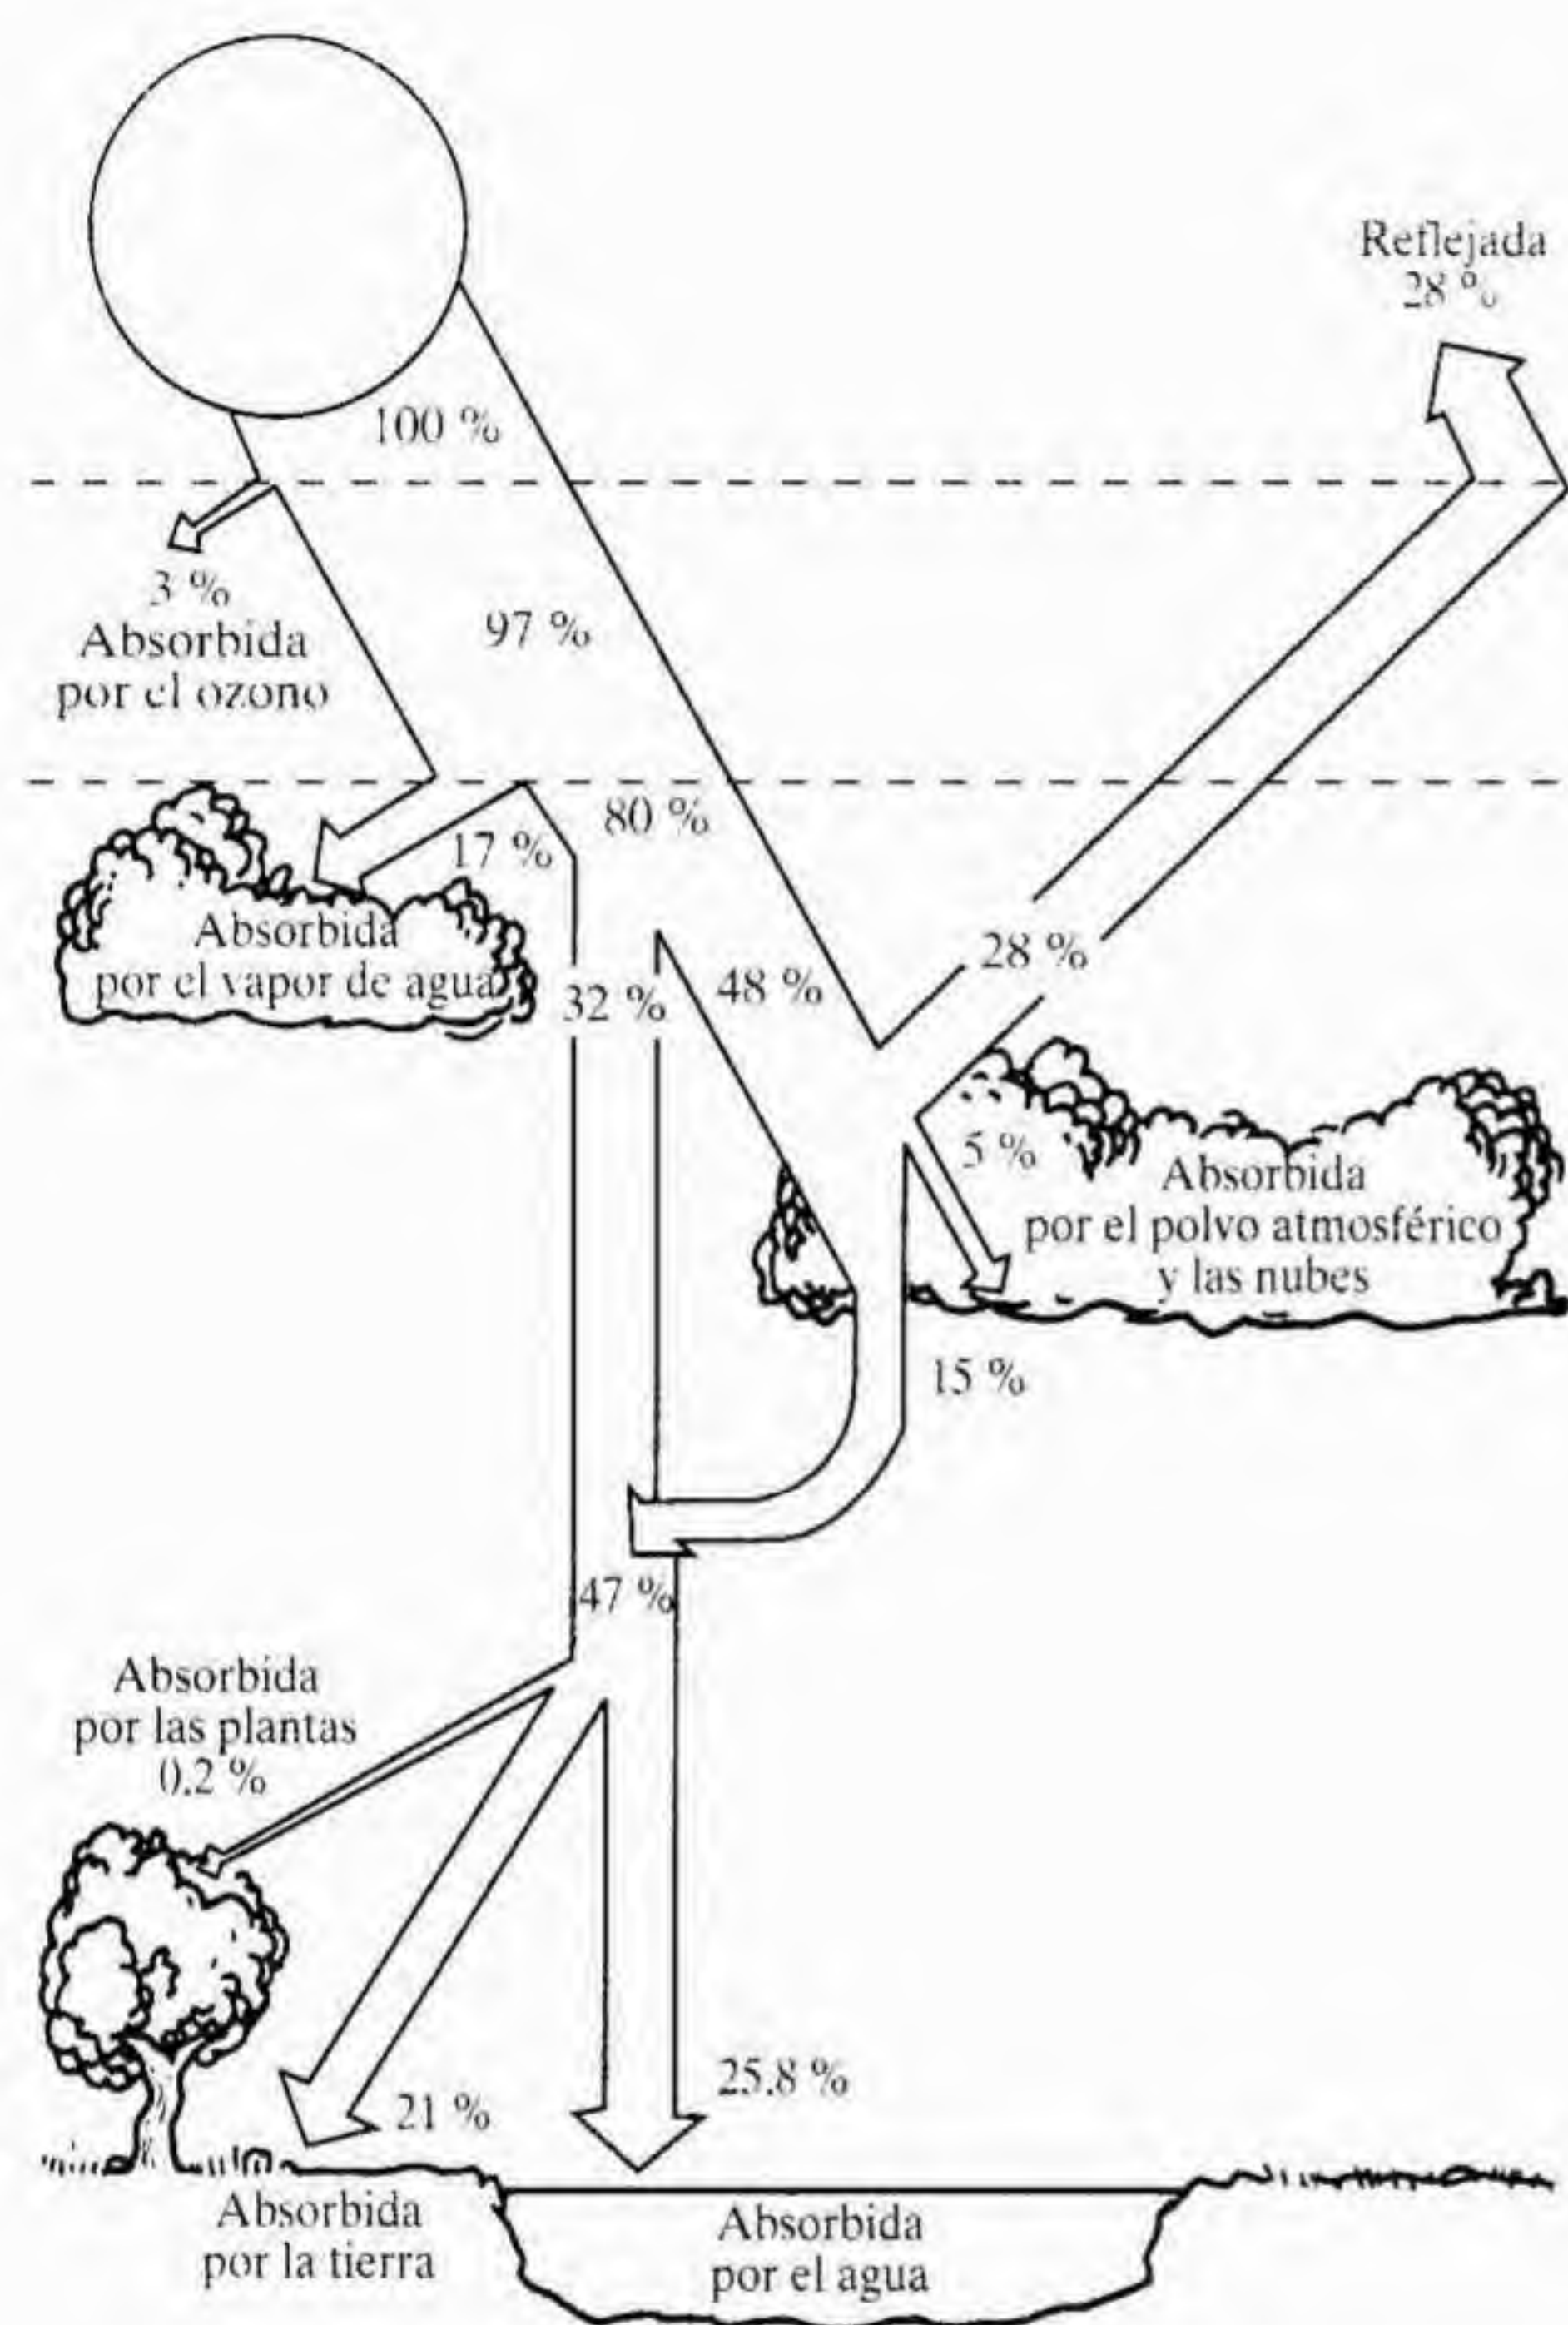 Reflejada
28 %
100 %
3 %
Absorbida
por el ozono
97 %
80 %
17 %
Absorbida
por el vapor de agua
32 %
48 %
28 %
5 %
Absorbida
por el polvo atmosférico
y las nubes
15 %
47 %
Absorbida
por las plantas
0.2 %
25.8 %
21 %
Absorbida
por la tierra
Absorbida
por el agua